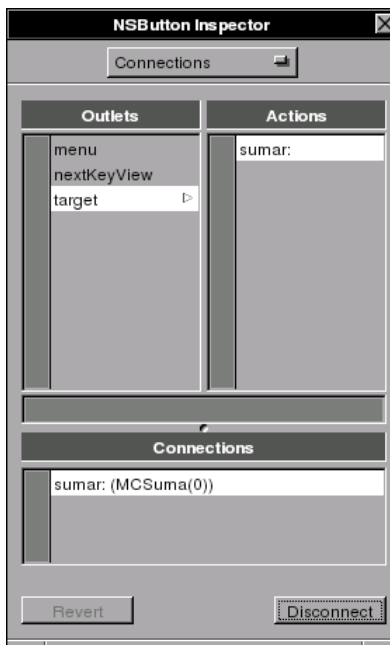 NSButton Inspector
Connections
Outlets
Actions
menu
nextKeyView
target
sumar:
Connections
sumar: (MCSuma(0))
Revert
Disconnect